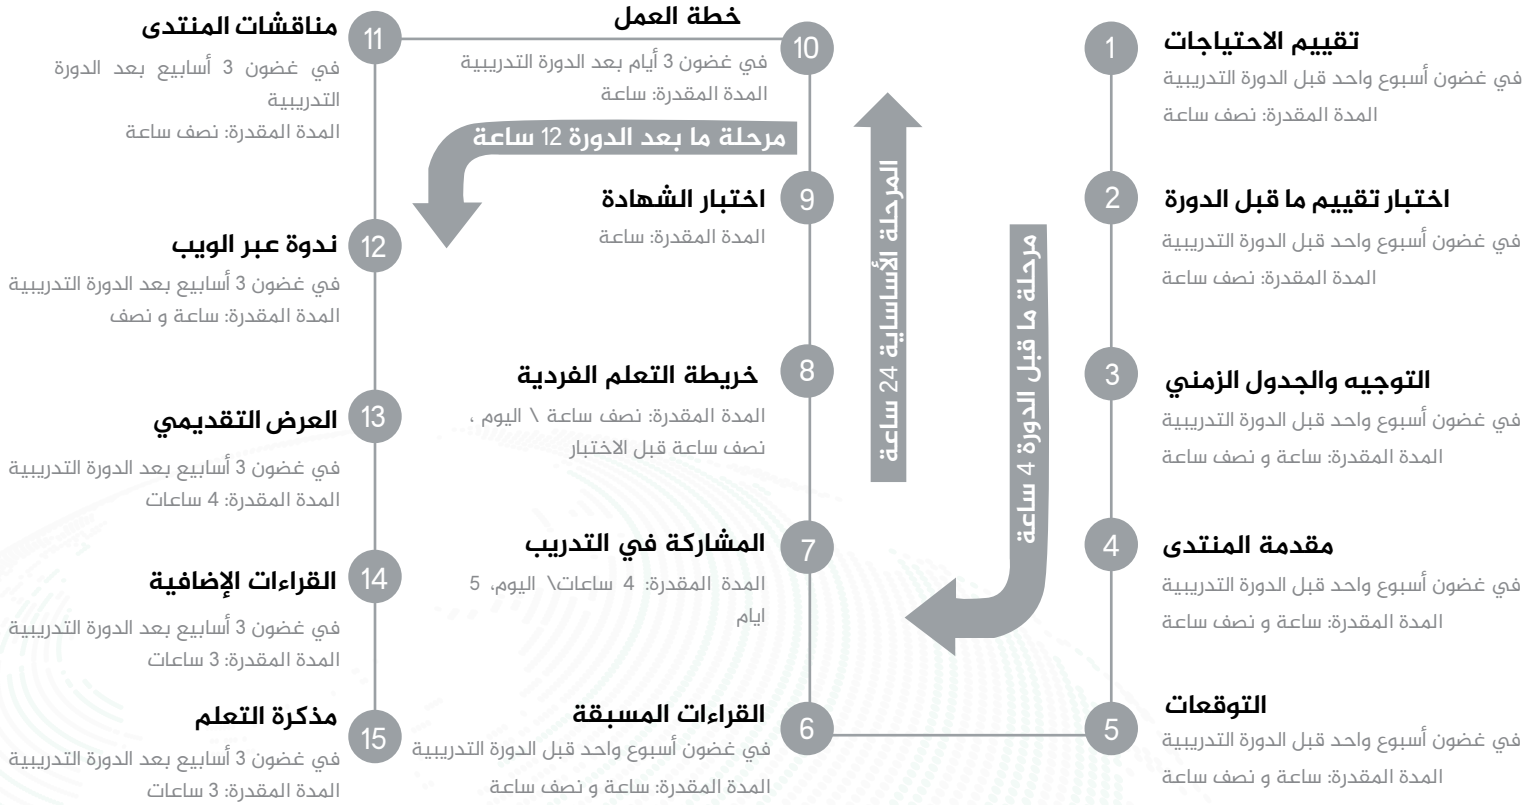 1
تقييم الاحتياجات
في غضون أسبوع واحد قبل الدورة التدريبية
المدة المقدرة: نصف ساعة
2
اختبار تقييم ما قبل الدورة
في غضون أسبوع واحد قبل الدورة التدريبية
المدة المقدرة: نصف ساعة
3
التوجيه والجدول الزمني
في غضون أسبوع واحد قبل الدورة التدريبية
المدة المقدرة: ساعة و نصف ساعة
4
مقدمة المنتدى
في غضون أسبوع واحد قبل الدورة التدريبية
المدة المقدرة: ساعة و نصف ساعة
5
التوقعات
في غضون أسبوع واحد قبل الدورة التدريبية
المدة المقدرة: ساعة و نصف ساعة
مرحلة ما قبل الدورة 4 ساعة
6
القراءات المسبقة
في غضون أسبوع واحد قبل الدورة التدريبية
المدة المقدرة: ساعة و نصف ساعة
7
المشاركة في التدريب
المدة المقدرة: 4 ساعات\ اليوم، 5
ايام
8
خريطة التعلم الفردية
المدة المقدرة: نصف ساعة \ اليوم ،
نصف ساعة قبل الاختبار
9
اختبار الشهادة
المدة المقدرة: ساعة
المرحلة الأساساية 24 ساعة
10
خطة العمل
في غضون 3 أيام بعد الدورة التدريبية
المدة المقدرة: ساعة
مرحلة ما بعد الدورة 12 ساعة
11
مناقشات المنتدى
في غضون 3 أسابيع بعد الدورة
التدريبية
المدة المقدرة: نصف ساعة
12
ندوة عبر الويب
في غضون 3 أسابيع بعد الدورة التدريبية
المدة المقدرة: ساعة و نصف
13
العرض التقديمي
في غضون 3 أسابيع بعد الدورة التدريبية
المدة المقدرة: 4 ساعات
14
القراءات الإضافية
في غضون 3 أسابيع بعد الدورة التدريبية
المدة المقدرة: 3 ساعات
15
مذكرة التعلم
في غضون 3 أسابيع بعد الدورة التدريبية
المدة المقدرة: 3 ساعات